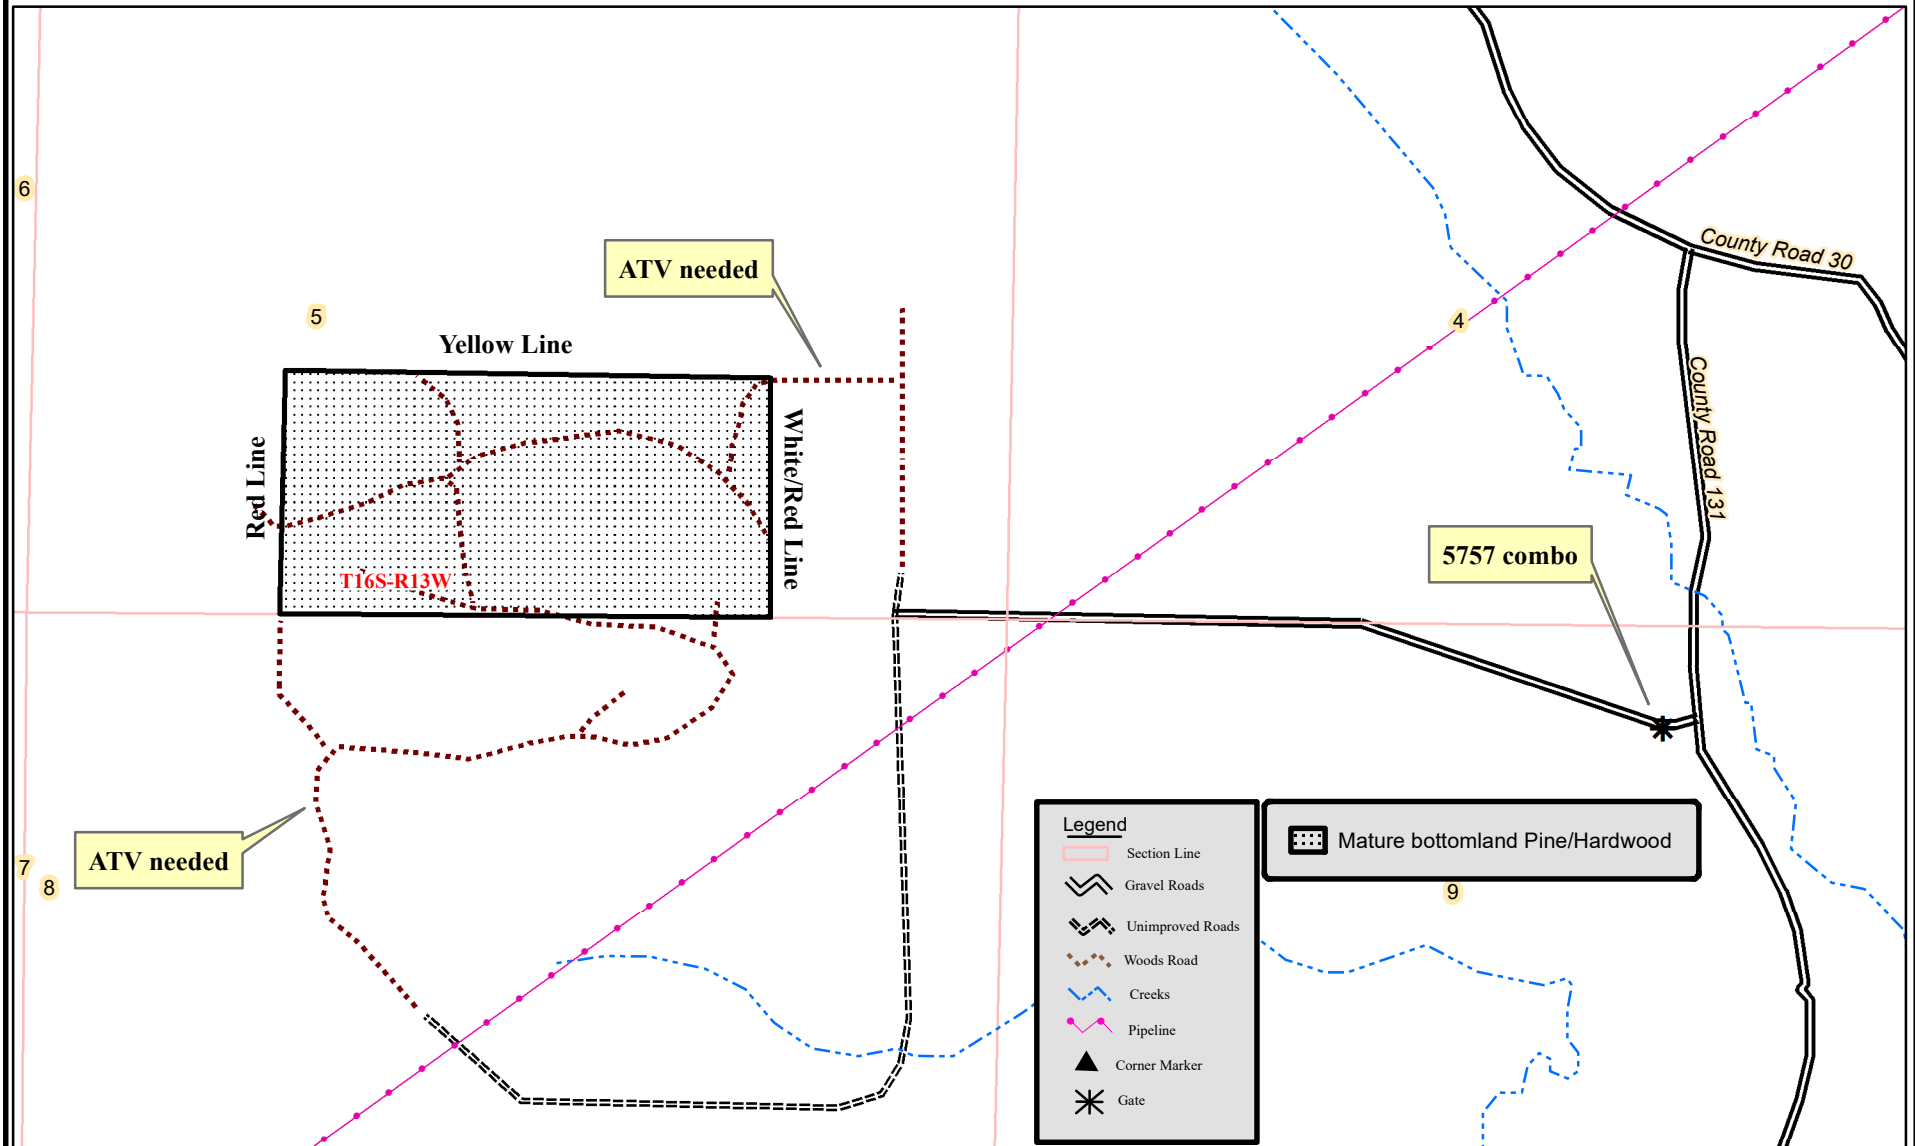 6
County Road 30
ATV needed
5
4
Yellow Line
County Road 131
Red Line
White/Red Line
5757 combo
T16S-R13W
Legend
Section Line
Gravel Roads
Unimproved Roads
Woods Road
Creeks
Pipeline
Corner Marker
Gate
Mature bottomland Pine/Hardwood
ATV needed
7
8
9